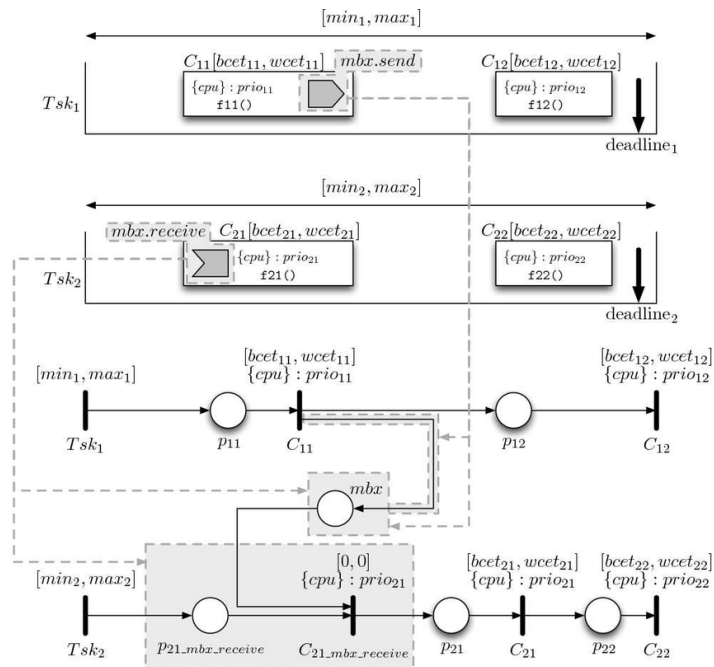 [min₁, max₁]
C₁₁[bcet₁₁, wcet₁₁] mbx.send C₁₂[bcet₁₂, wcet₁₂]
{cpu} : prio₁₁ {cpu} : prio₁₂
Tsk₁ f11() f12()
deadline₁
[min₂, max₂]
mbx.receive C₂₁[bcet₂₁, wcet₂₁] C₂₂[bcet₂₂, wcet₂₂]
{cpu} : prio₂₁ {cpu} : prio₂₂
Tsk₂ f21() f22()
deadline₂
[bcet₁₁, wcet₁₁] [bcet₁₂, wcet₁₂]
[min₁, max₁] {cpu} : prio₁₁ {cpu} : prio₁₂
Tsk₁ p₁₁ C₁₁ p₁₂ C₁₂
mbx
[0, 0] [bcet₂₁, wcet₂₁] [bcet₂₂, wcet₂₂]
[min₂, max₂] {cpu} : prio₂₁ {cpu} : prio₂₁ {cpu} : prio₂₂
Tsk₂ p₂₁_mbx_receive C₂₁_mbx_receive p₂₁ C₂₁ p₂₂ C₂₂